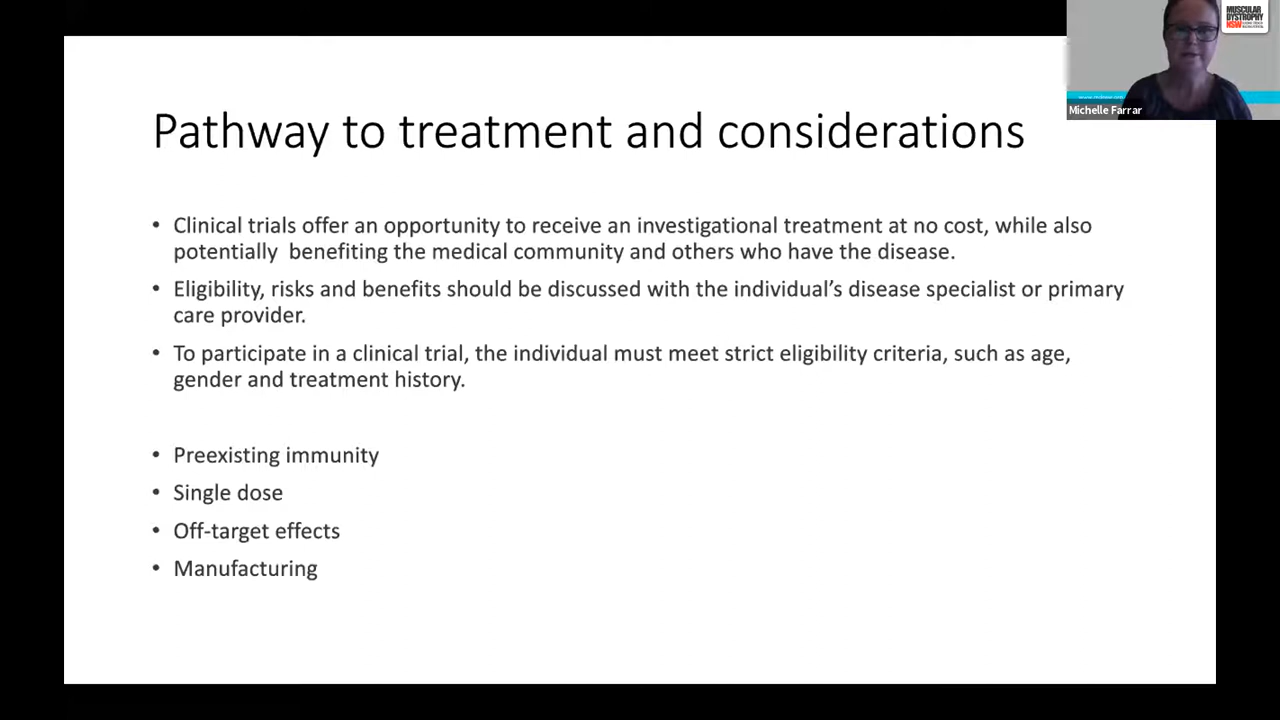 MUSCULAR
DYSTROPHY
NSW
Michelle Farrar
Pathway to treatment and considerations
• Clinical trials offer an opportunity to receive an investigational treatment at no cost, while also
potentially  benefiting the medical community and others who have the disease.
• Eligibility, risks and benefits should be discussed with the individual’s disease specialist or primary
care provider.
• To participate in a clinical trial, the individual must meet strict eligibility criteria, such as age,
gender and treatment history.
• Preexisting immunity
• Single dose
• Off-target effects
• Manufacturing